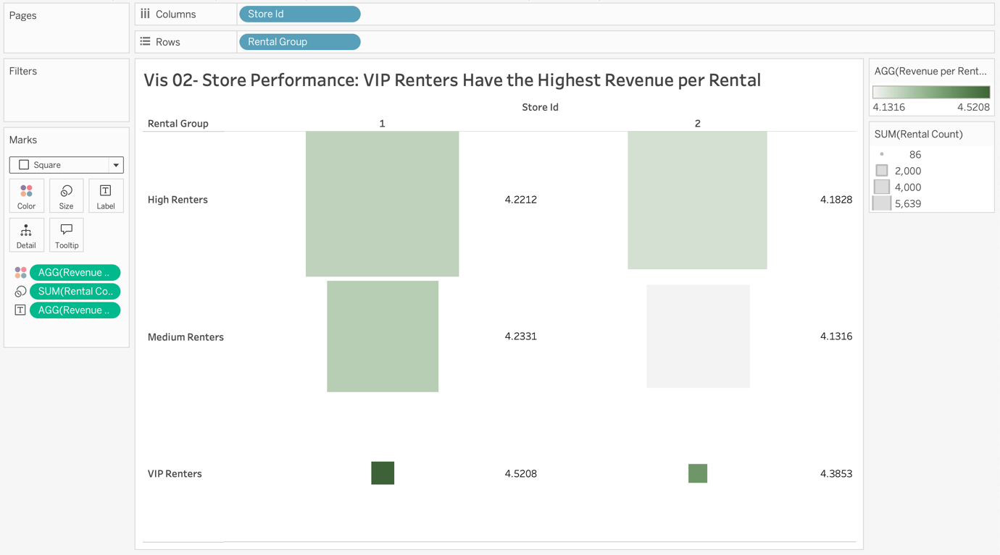 Pages
Columns
Store Id
Rows
Rental Group
Filters
Marks
Square
Color
Size
Label
Detail
Tooltip
AGG(Revenue ..
SUM(Rental Co..
AGG(Revenue ..
Vis 02- Store Performance: VIP Renters Have the Highest Revenue per Rental
Store Id
Rental Group 1 2
High Renters 4.2212 4.1828
Medium Renters 4.2331 4.1316
VIP Renters 4.5208 4.3853
AGG(Revenue per Rent...
4.1316 4.5208
SUM(Rental Count)
86
2,000
4,000
5,639